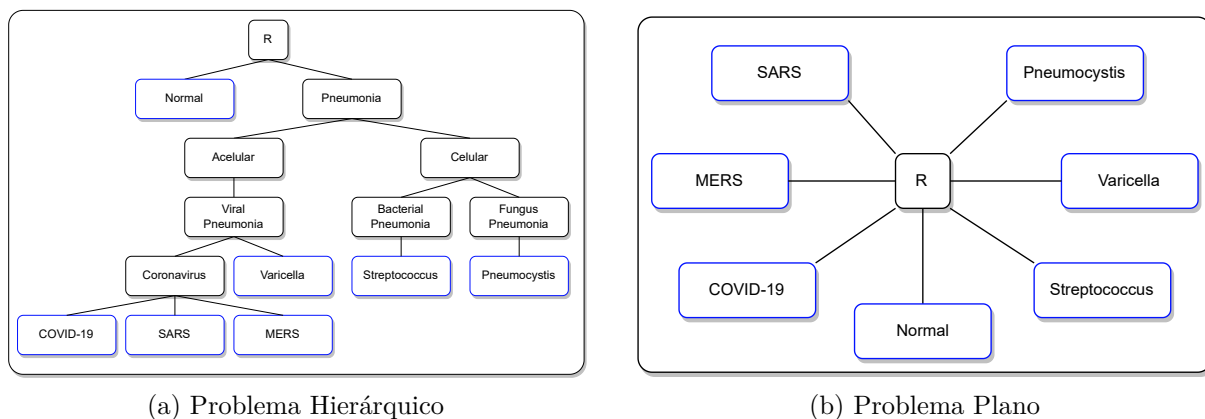 R
Normal
Pneumonia
Acelular
Celular
Viral
Pneumonia
Bacterial
Pneumonia
Fungus
Pneumonia
Coronavirus
Varicella
Streptococcus
Pneumocystis
COVID-19
SARS
MERS
(a) Problema Hierárquico
SARS
Pneumocystis
MERS
R
Varicella
COVID-19
Streptococcus
Normal
(b) Problema Plano